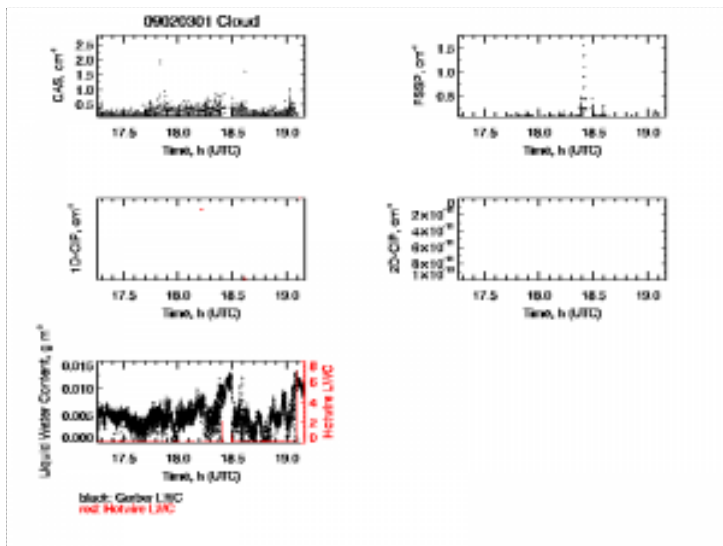 09020301 Cloud
CAS, cm⁻³
2.5
2.0
1.5
1.0
0.5
17.5 18.0 18.5 19.0
Time, h (UTC)
FSSP, cm⁻³
1.5
1.0
0.5
17.5 18.0 18.5 19.0
Time, h (UTC)
1D-CIP, cm⁻³
17.5 18.0 18.5 19.0
Time, h (UTC)
2D-CIP, cm⁻³
17.5 18.0 18.5 19.0
Time, h (UTC)
Liquid Water Content, g m⁻³
0.015
0.010
0.005
0.000
8
6
4
2
0
Hotwire LWC
17.5 18.0 18.5 19.0
Time, h (UTC)
black: Gerber LWC
red: Hotwire LWC